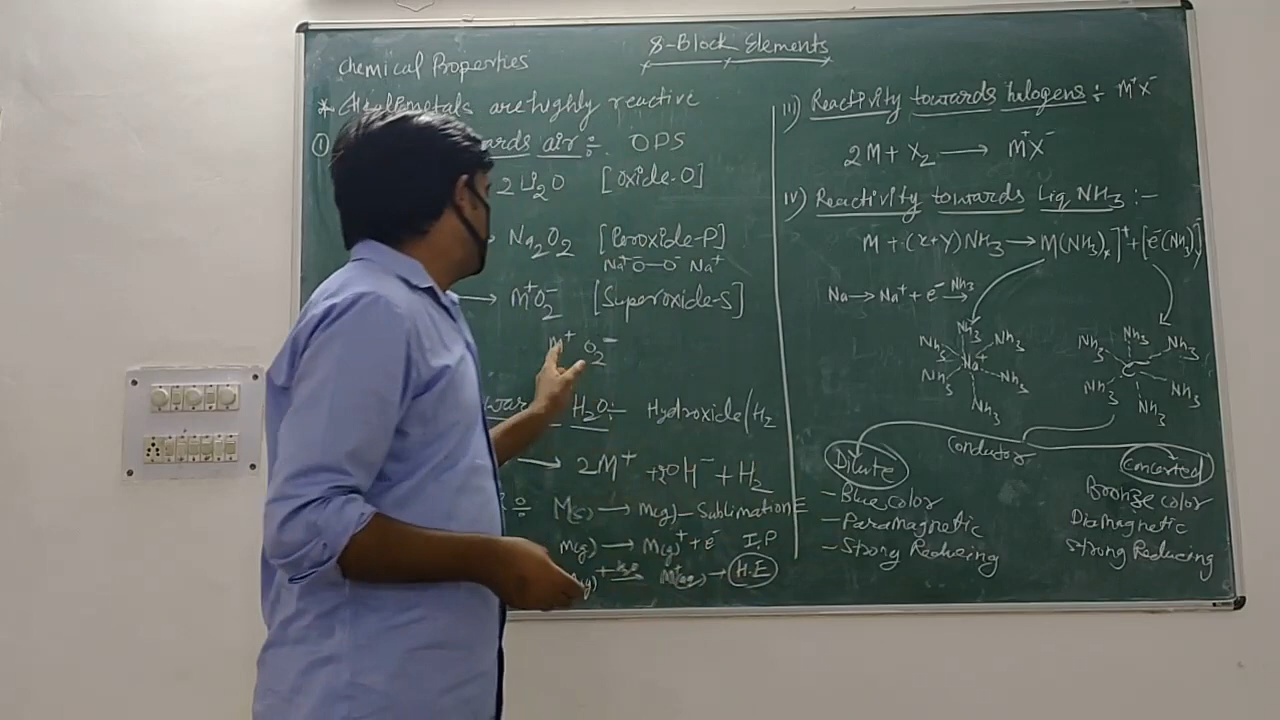 S-Block Elements
Chemical Properties
* Alkali metals are highly reactive
① ards air ÷ OPS
2Li₂O [Oxide-O]
→ Na₂O₂ [Peroxide-P]
Na⁺O⁻—O⁻ Na⁺
→ M⁺O₂⁻ [Superoxide-S]
M⁺ O₂⁻
H₂O ÷ Hydroxide/H₂
→ 2M⁺ + 2OH⁻ + H₂
M(s) → M(g) – Sublimation E
M(g) → M(g)⁺ + e⁻ I.P
→ M⁺(aq) → H.E
iii) Reactivity towards halogens ÷ M⁺X⁻
2M + X₂ → M⁺X⁻
iv) Reactivity towards Liq NH₃ :-
M + (x+y)NH₃ → M(NH₃)ₓ]⁺ + [e⁻(NH₃)]y⁻
Na → Na⁺ + e⁻ NH₃→
NH₃ NH₃ NH₃ Na⁺ NH₃ NH₃ NH₃
NH₃ NH₃ NH₃ e⁻ NH₃ NH₃ NH₃
Conductor
Dilute
– Blue color
– Paramagnetic
– Strong Reducing
Concerted
Bronze color
Diamagnetic
Strong Reducing